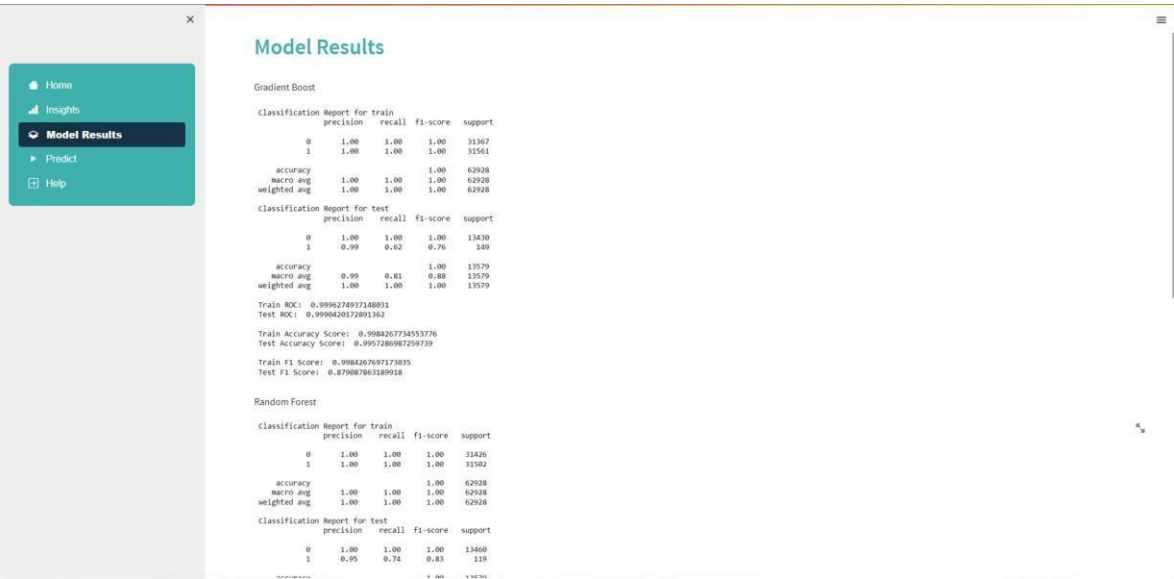 Model Results
Home
Insights
Model Results
Predict
Help
Gradient Boost
Classification Report for train
precision recall f1-score support
0 1.00 1.00 1.00 31367
1 1.00 1.00 1.00 31561
accuracy 1.00 62928
macro avg 1.00 1.00 1.00 62928
weighted avg 1.00 1.00 1.00 62928
Classification Report for test
precision recall f1-score support
0 1.00 1.00 1.00 13430
1 0.99 0.62 0.76 149
accuracy 1.00 13579
macro avg 0.99 0.81 0.88 13579
weighted avg 1.00 1.00 1.00 13579
Train ROC: 0.9996274937148031
Test ROC: 0.9990420172891362
Train Accuracy Score: 0.9984267734553776
Test Accuracy Score: 0.9957286987259739
Train F1 Score: 0.9984267697173035
Test F1 Score: 0.879087863189918
Random Forest
Classification Report for train
precision recall f1-score support
0 1.00 1.00 1.00 31426
1 1.00 1.00 1.00 31502
accuracy 1.00 62928
macro avg 1.00 1.00 1.00 62928
weighted avg 1.00 1.00 1.00 62928
Classification Report for test
precision recall f1-score support
0 1.00 1.00 1.00 13460
1 0.95 0.74 0.83 119
accuracy 1.00 13579